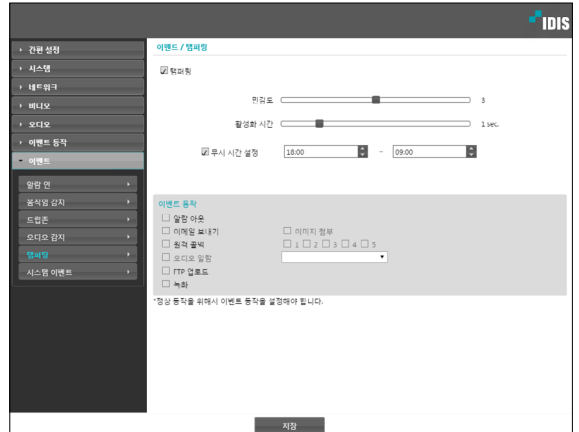 IDIS
간편 설정
시스템
네트워크
비디오
오디오
이벤트 동작
이벤트
알람 인
움직임 감지
트립존
오디오 감지
탬퍼링
시스템 이벤트
이벤트 / 탬퍼링
탬퍼링
민감도 3
활성화 시간 1 sec.
무시 시간 설정 18:00 ~ 09:00
이벤트 동작
알람 아웃
이메일 보내기 이미지 첨부
원격 콜백 1 2 3 4 5
오디오 알람
FTP 업로드
녹화
*정상 동작을 위해서 이벤트 동작을 설정해야 합니다.
저장